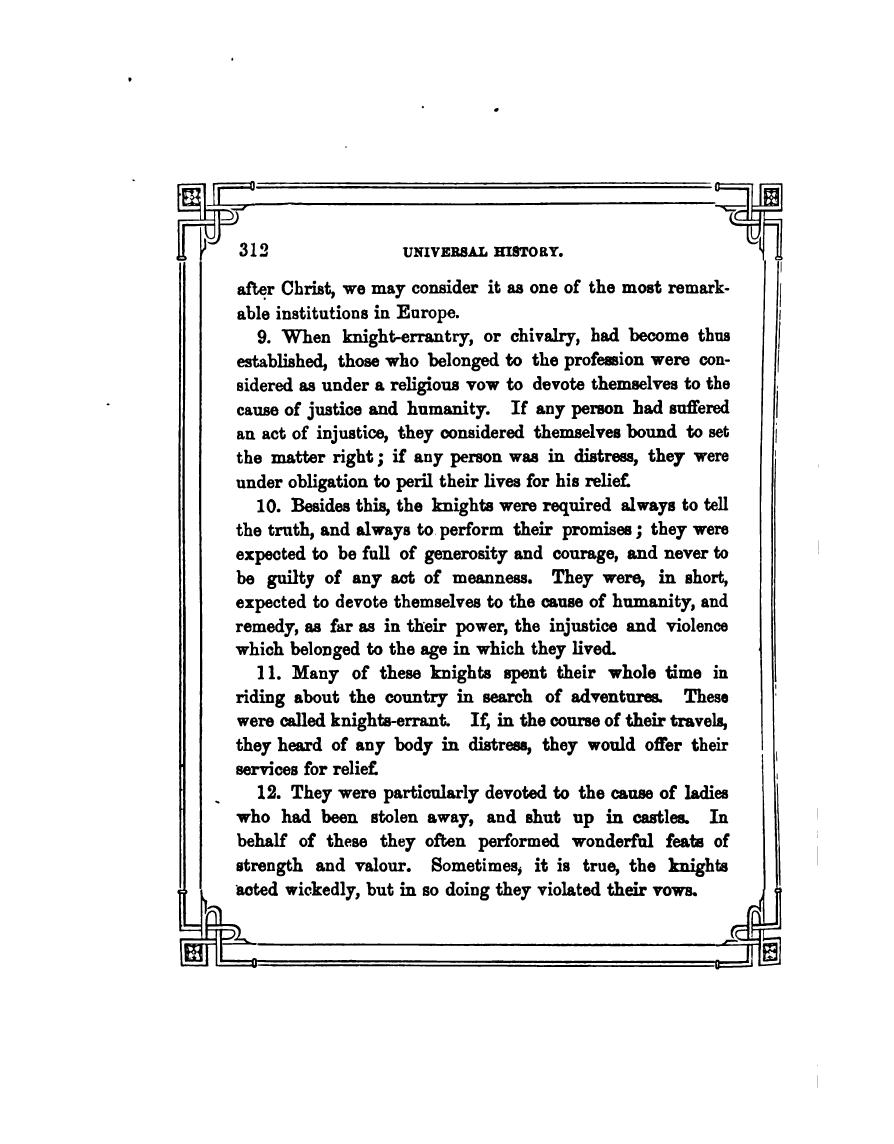 312 UNIVERSAL HISTORY.
after Christ, we may consider it as one of the most remark-
able institutions in Europe.
9. When knight-errantry, or chivalry, had become thus
established, those who belonged to the profession were con-
sidered as under a religious vow to devote themselves to the
cause of justice and humanity. If any person had suffered
an act of injustice, they considered themselves bound to set
the matter right; if any person was in distress, they were
under obligation to peril their lives for his relief.
10. Besides this, the knights were required always to tell
the truth, and always to perform their promises; they were
expected to be full of generosity and courage, and never to
be guilty of any act of meanness. They were, in short,
expected to devote themselves to the cause of humanity, and
remedy, as far as in their power, the injustice and violence
which belonged to the age in which they lived.
11. Many of these knights spent their whole time in
riding about the country in search of adventures. These
were called knights-errant. If, in the course of their travels,
they heard of any body in distress, they would offer their
services for relief.
12. They were particularly devoted to the cause of ladies
who had been stolen away, and shut up in castles. In
behalf of these they often performed wonderful feats of
strength and valour. Sometimes, it is true, the knights
acted wickedly, but in so doing they violated their vows.